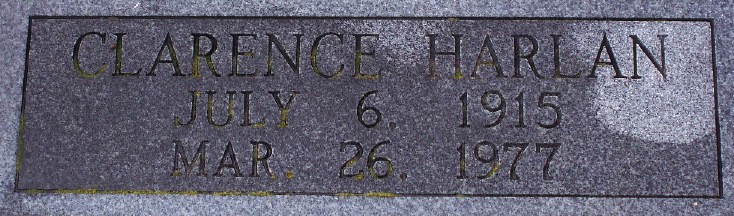 CLARENCE HARLAN
JULY 6, 1915
MAR. 26, 1977